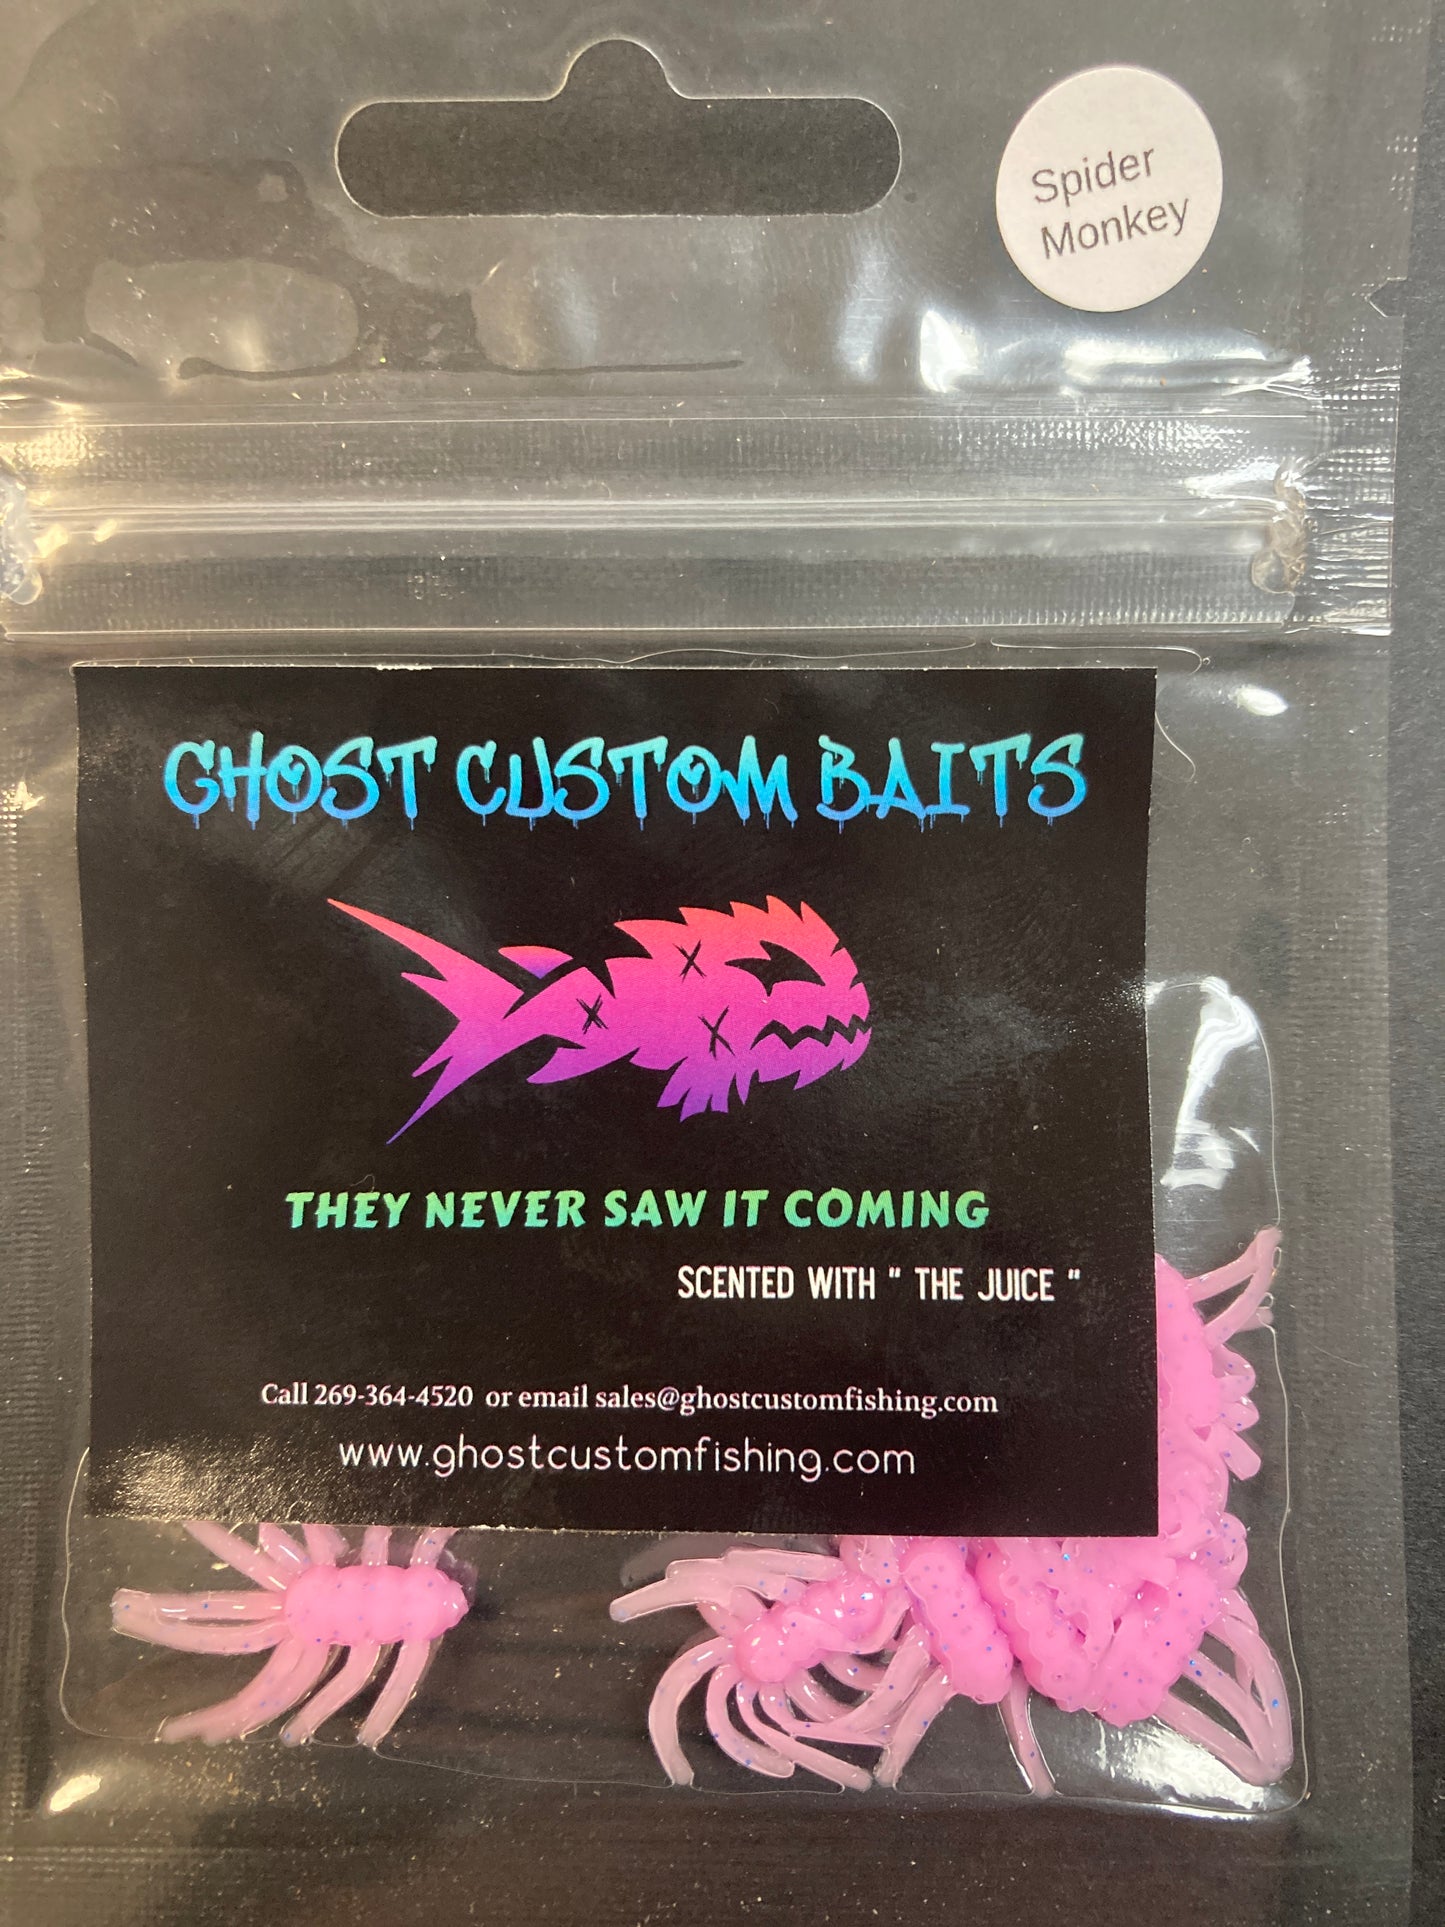 Spider
Monkey
GHOST CUSTOM BAITS
THEY NEVER SAW IT COMING
SCENTED WITH " THE JUICE "
Call 269-364-4520 or email sales@ghostcustomfishing.com
www.ghostcustomfishing.com